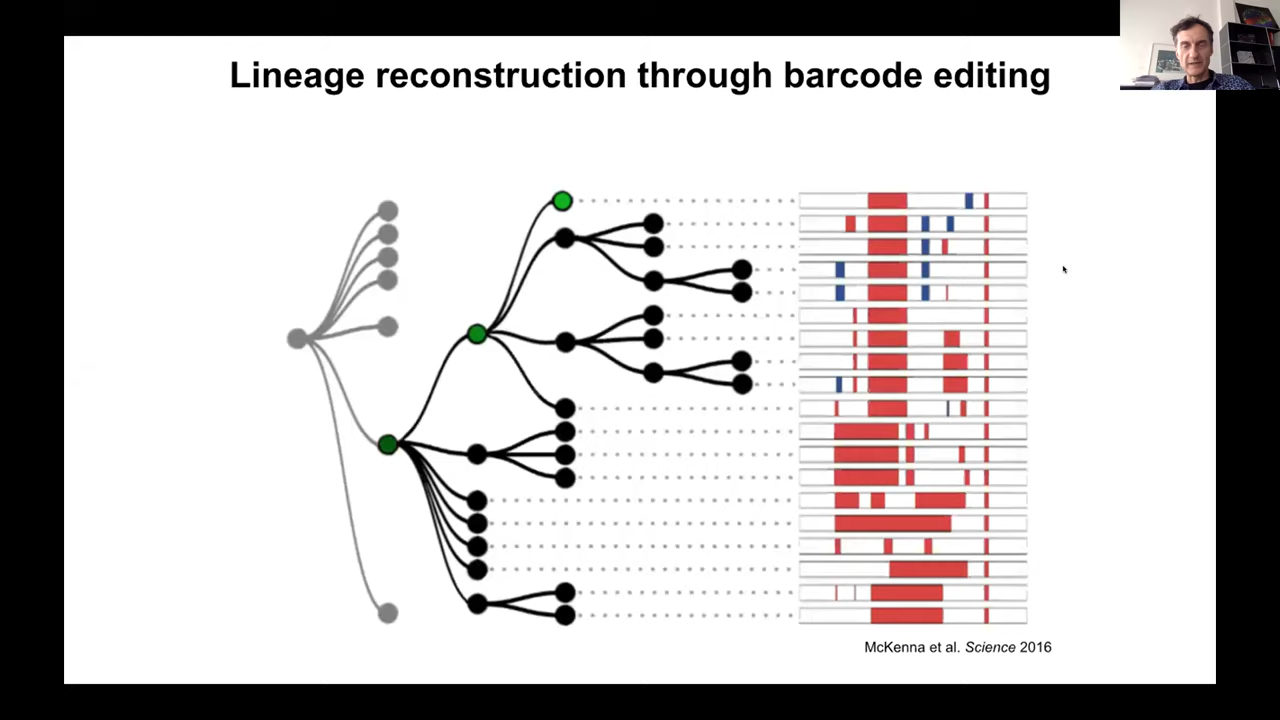 Lineage reconstruction through barcode editing
McKenna et al. Science 2016